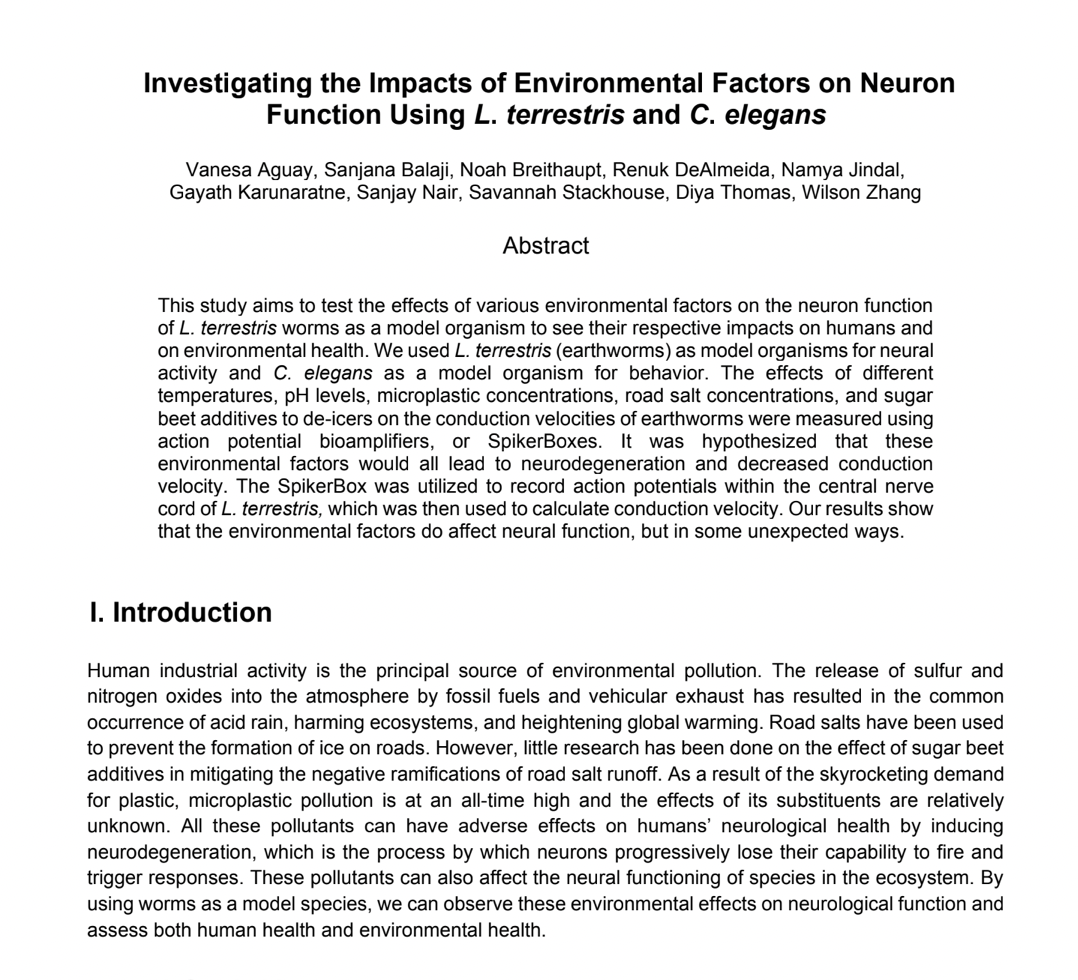 Investigating the Impacts of Environmental Factors on Neuron
Function Using L. terrestris and C. elegans
Vanesa Aguay, Sanjana Balaji, Noah Breithaupt, Renuk DeAlmeida, Namya Jindal,
Gayath Karunaratne, Sanjay Nair, Savannah Stackhouse, Diya Thomas, Wilson Zhang
Abstract
This study aims to test the effects of various environmental factors on the neuron function
of L. terrestris worms as a model organism to see their respective impacts on humans and
on environmental health. We used L. terrestris (earthworms) as model organisms for neural
activity and C. elegans as a model organism for behavior. The effects of different
temperatures, pH levels, microplastic concentrations, road salt concentrations, and sugar
beet additives to de-icers on the conduction velocities of earthworms were measured using
action potential bioamplifiers, or SpikerBoxes. It was hypothesized that these
environmental factors would all lead to neurodegeneration and decreased conduction
velocity. The SpikerBox was utilized to record action potentials within the central nerve
cord of L. terrestris, which was then used to calculate conduction velocity. Our results show
that the environmental factors do affect neural function, but in some unexpected ways.
I. Introduction
Human industrial activity is the principal source of environmental pollution. The release of sulfur and
nitrogen oxides into the atmosphere by fossil fuels and vehicular exhaust has resulted in the common
occurrence of acid rain, harming ecosystems, and heightening global warming. Road salts have been used
to prevent the formation of ice on roads. However, little research has been done on the effect of sugar beet
additives in mitigating the negative ramifications of road salt runoff. As a result of the skyrocketing demand
for plastic, microplastic pollution is at an all-time high and the effects of its substituents are relatively
unknown. All these pollutants can have adverse effects on humans’ neurological health by inducing
neurodegeneration, which is the process by which neurons progressively lose their capability to fire and
trigger responses. These pollutants can also affect the neural functioning of species in the ecosystem. By
using worms as a model species, we can observe these environmental effects on neurological function and
assess both human health and environmental health.